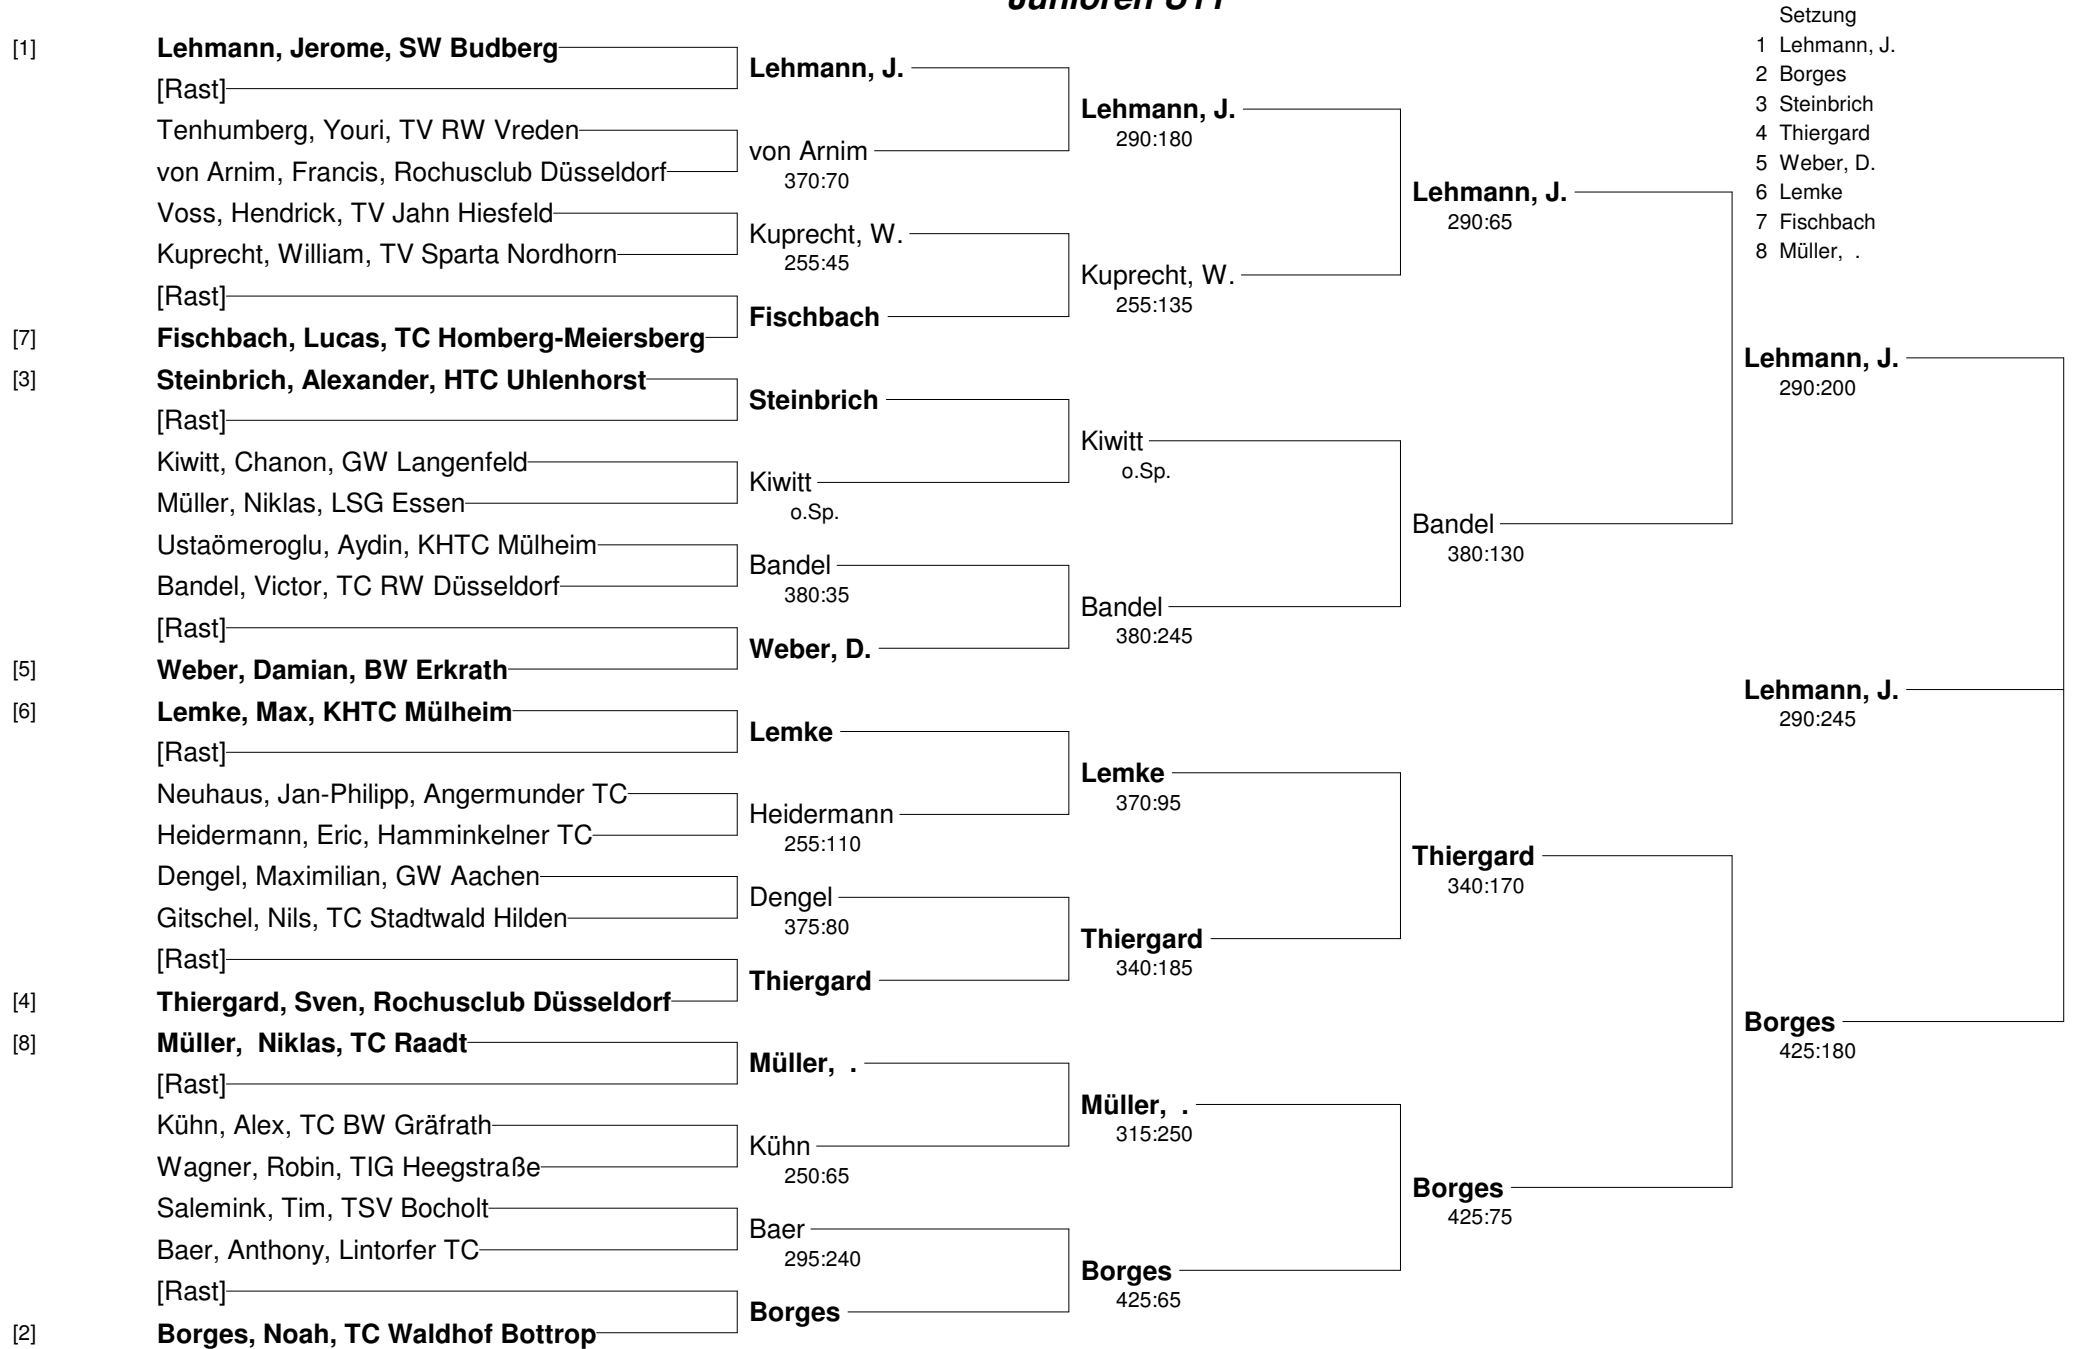 Junioren U11
Setzung
1 Lehmann, J.
2 Borges
3 Steinbrich
4 Thiergard
5 Weber, D.
6 Lemke
7 Fischbach
8 Müller, .
[1] Lehmann, Jerome, SW Budberg
[Rast]
Tenhumberg, Youri, TV RW Vreden
von Arnim, Francis, Rochusclub Düsseldorf
Voss, Hendrick, TV Jahn Hiesfeld
Kuprecht, William, TV Sparta Nordhorn
[Rast]
[7] Fischbach, Lucas, TC Homberg-Meiersberg
[3] Steinbrich, Alexander, HTC Uhlenhorst
[Rast]
Kiwitt, Chanon, GW Langenfeld
Müller, Niklas, LSG Essen
Ustaömeroglu, Aydin, KHTC Mülheim
Bandel, Victor, TC RW Düsseldorf
[Rast]
[5] Weber, Damian, BW Erkrath
[6] Lemke, Max, KHTC Mülheim
[Rast]
Neuhaus, Jan-Philipp, Angermunder TC
Heidermann, Eric, Hamminkelner TC
Dengel, Maximilian, GW Aachen
Gitschel, Nils, TC Stadtwald Hilden
[Rast]
[4] Thiergard, Sven, Rochusclub Düsseldorf
[8] Müller, Niklas, TC Raadt
[Rast]
Kühn, Alex, TC BW Gräfrath
Wagner, Robin, TIG Heegstraße
Salemink, Tim, TSV Bocholt
Baer, Anthony, Lintorfer TC
[Rast]
[2] Borges, Noah, TC Waldhof Bottrop
Lehmann, J.
von Arnim
370:70
Kuprecht, W.
255:45
Fischbach
Steinbrich
Kiwitt
o.Sp.
Bandel
380:35
Weber, D.
Lemke
Heidermann
255:110
Dengel
375:80
Thiergard
Müller, .
Kühn
250:65
Baer
295:240
Borges
Lehmann, J.
290:180
Kuprecht, W.
255:135
Kiwitt
o.Sp.
Bandel
380:245
Lemke
370:95
Thiergard
340:185
Müller, .
315:250
Borges
425:65
Lehmann, J.
290:65
Bandel
380:130
Thiergard
340:170
Borges
425:75
Lehmann, J.
290:200
Lehmann, J.
290:245
Borges
425:180